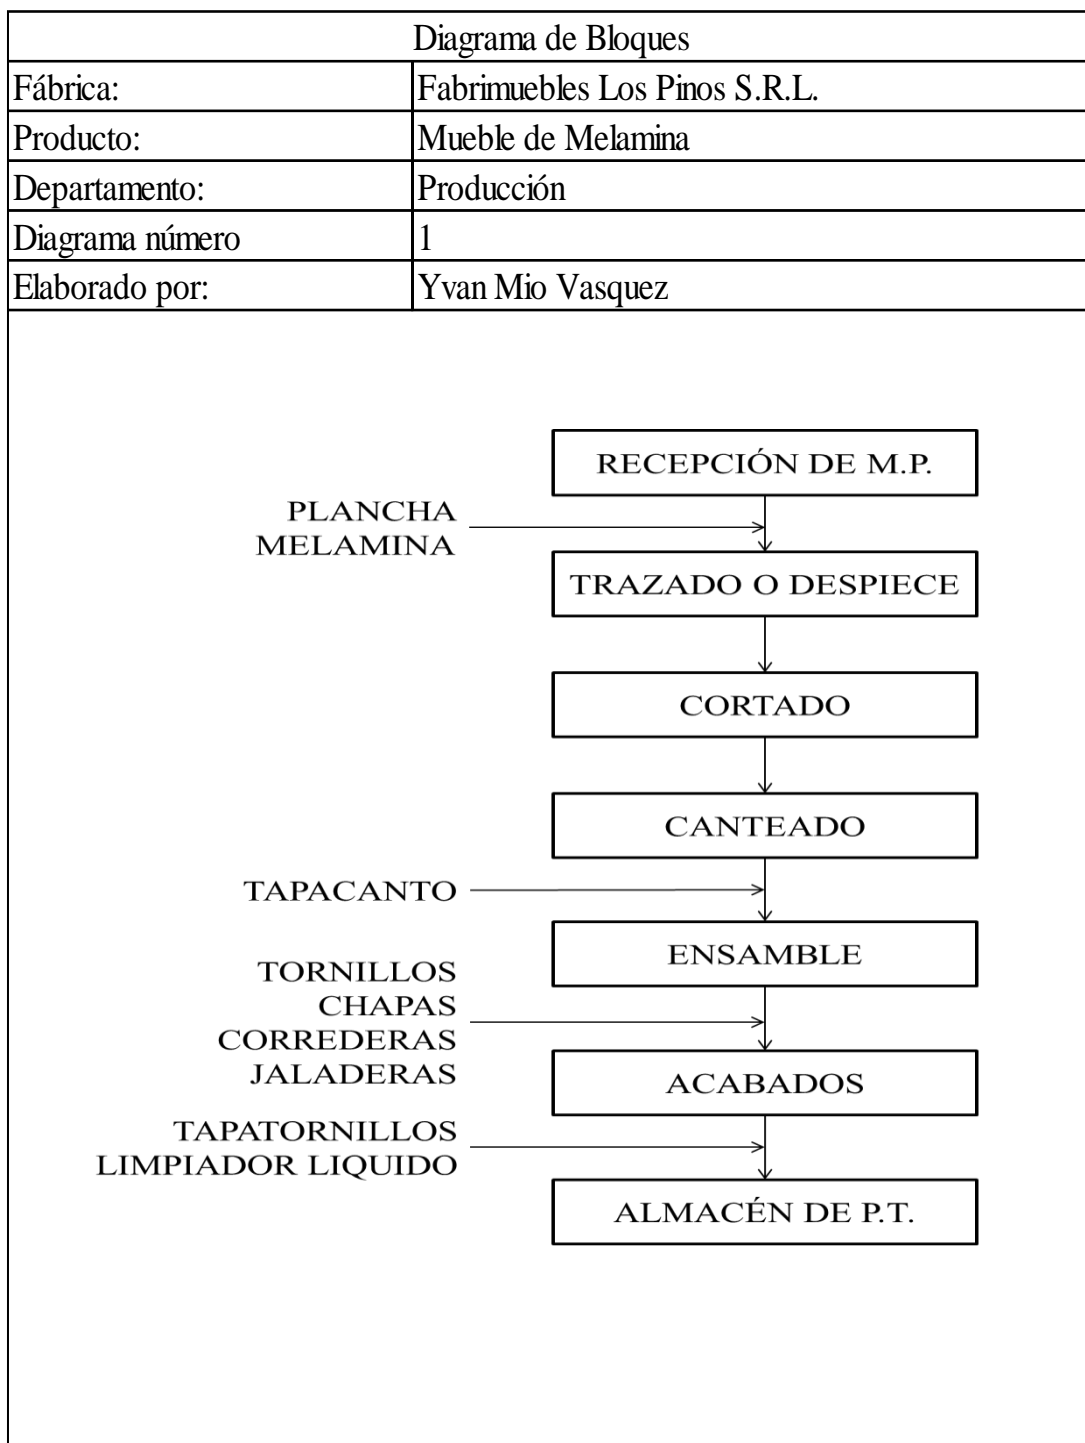 Diagrama de Bloques
Fábrica: Fabrimuebles Los Pinos S.R.L.
Producto: Mueble de Melamina
Departamento: Producción
Diagrama número 1
Elaborado por: Yvan Mio Vasquez
RECEPCIÓN DE M.P.
PLANCHA
MELAMINA
TRAZADO O DESPIECE
CORTADO
CANTEADO
TAPACANTO
ENSAMBLE
TORNILLOS
CHAPAS
CORREDERAS
JALADERAS
ACABADOS
TAPATORNILLOS
LIMPIADOR LIQUIDO
ALMACÉN DE P.T.